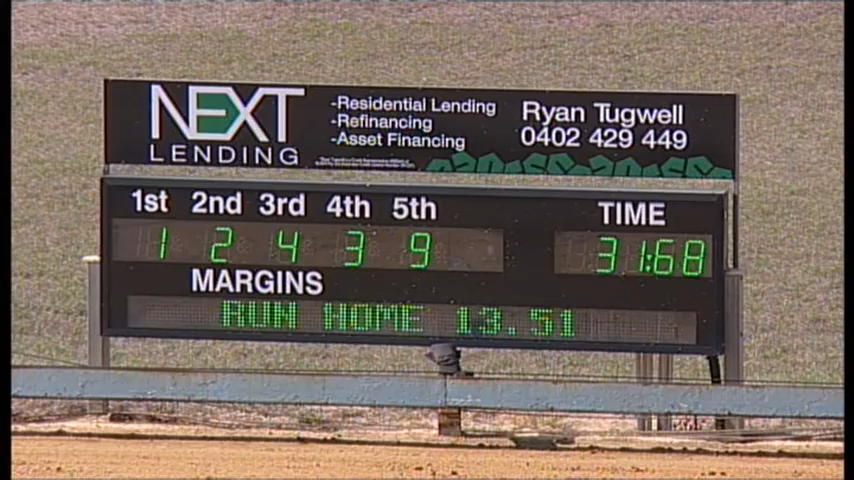 NEXT
LENDING
-Residential Lending
-Refinancing
-Asset Financing
Ryan Tugwell
0402 429 449
1st 2nd 3rd 4th 5th TIME
1 2 4 3 9 31:68
MARGINS
RUN HOME 13.51